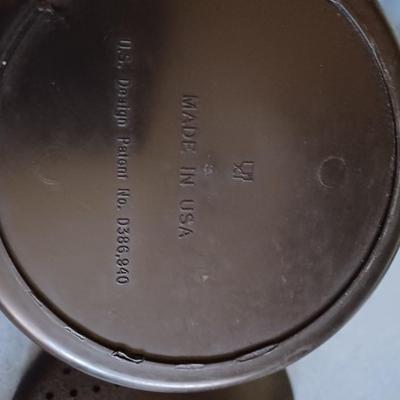 MADE IN USA
U.S. Design Patent No. D386,940